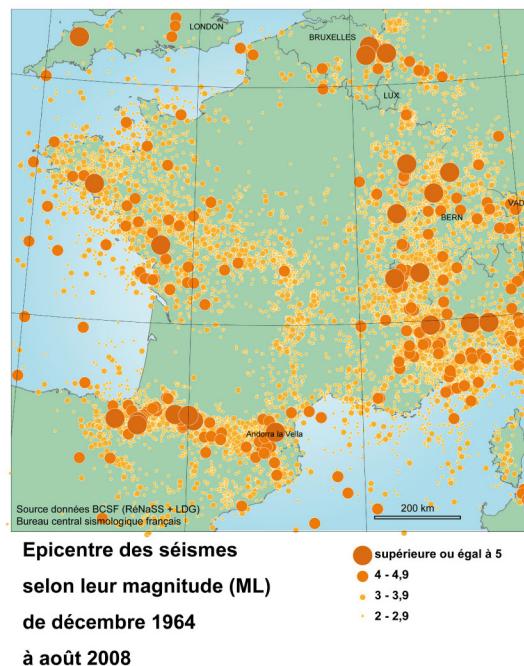 LONDON
BRUXELLES
LUX
BERN
VAD
Andorra la Vella
Source données BCSF (RéNaSS + LDG)
Bureau central sismologique français
200 km
Epicentre des séismes
selon leur magnitude (ML)
de décembre 1964
à août 2008
supérieure ou égal à 5
4 - 4,9
3 - 3,9
2 - 2,9